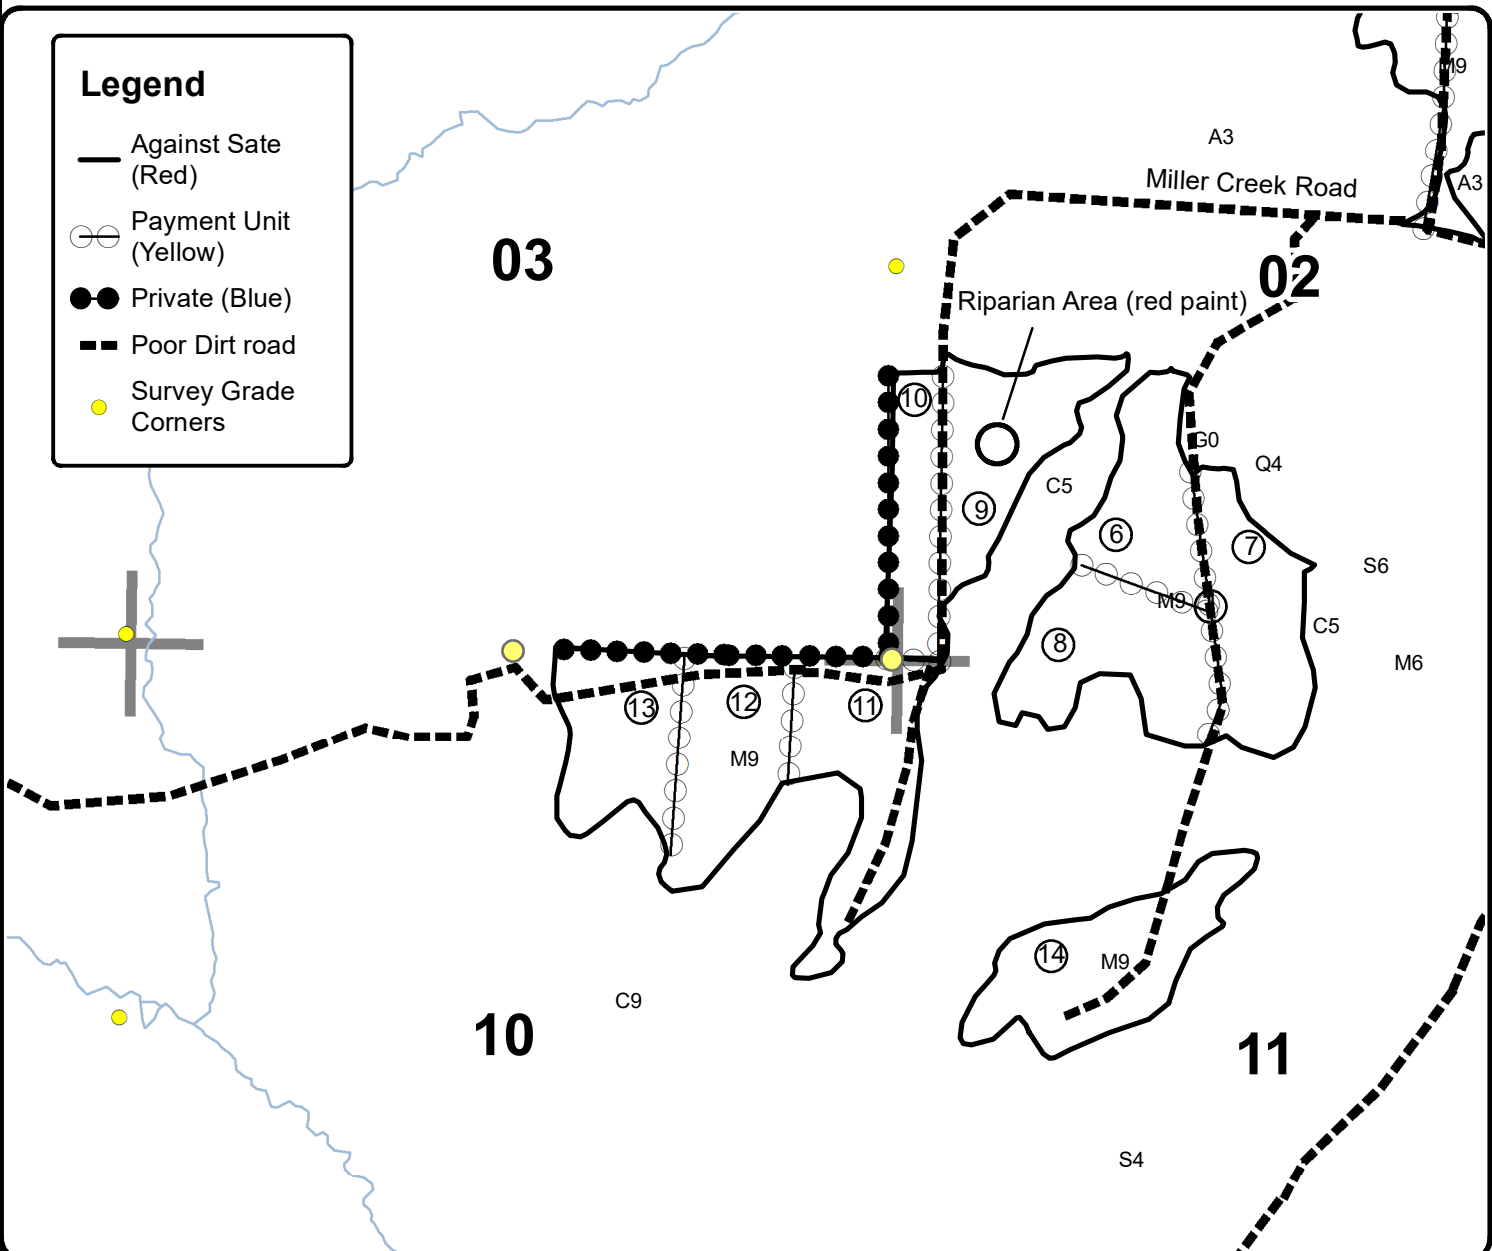 Legend
Against Sate
(Red)
Payment Unit
(Yellow)
Private (Blue)
Poor Dirt road
Survey Grade
Corners
M9
A3
Miller Creek Road
A3
03
02
Riparian Area (red paint)
10
G0
Q4
C5
9
6
7
S6
M9
C5
8
M6
13
12
11
M9
14
M9
C9
10
11
S4